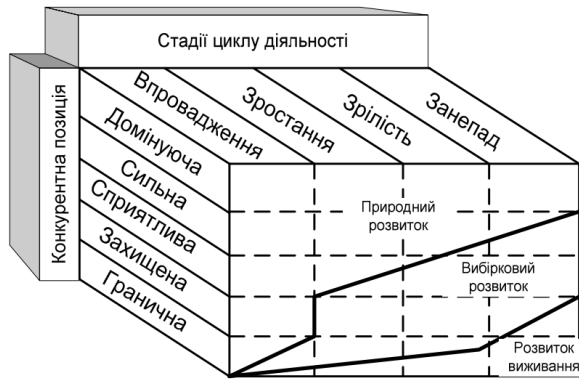 Стадії циклу діяльності
Конкурентна позиція
Впровадження
Зростання
Зрілість
Занепад
Домінуюча
Сильна
Сприятлива
Захищена
Гранична
Природний
розвиток
Вибірковий
розвиток
Розвиток
виживання